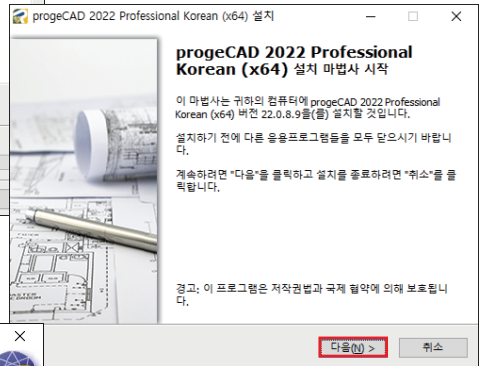 progeCAD 2022 Professional Korean (x64) 설치
progeCAD 2022 Professional
Korean (x64) 설치 마법사 시작
이 마법사는 귀하의 컴퓨터에 progeCAD 2022 Professional
Korean (x64) 버전 22.0.8.9을(를) 설치할 것입니다.
설치하기 전에 다른 응용프로그램들을 모두 닫으시기 바랍니
다.
계속하려면 "다음"을 클릭하고 설치를 종료하려면 "취소"를 클
릭합니다.
경고: 이 프로그램은 저작권법과 국제 협약에 의해 보호됩니
다.
다음(N) >
취소